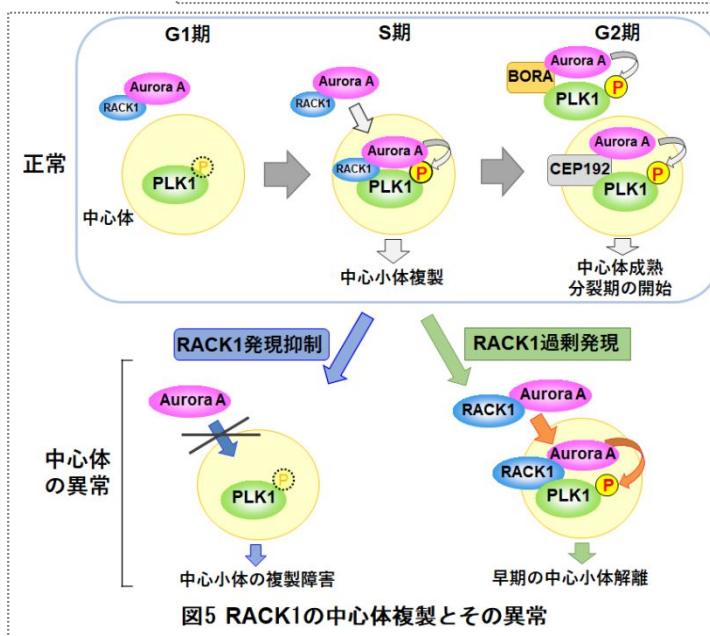 G1期
S期
G2期
Aurora A
RACK1
P
PLK1
中心体
正常
Aurora A
RACK1
Aurora A
RACK1
P
PLK1
中心小体複製
Aurora A
BORA
P
PLK1
Aurora A
CEP192
P
PLK1
中心体成熟
分裂期の開始
RACK1発現抑制
RACK1過剰発現
中心体
の異常
Aurora A
P
PLK1
中心小体の複製障害
Aurora A
RACK1
Aurora A
RACK1
P
PLK1
早期の中心小体解離
図5 RACK1の中心体複製とその異常